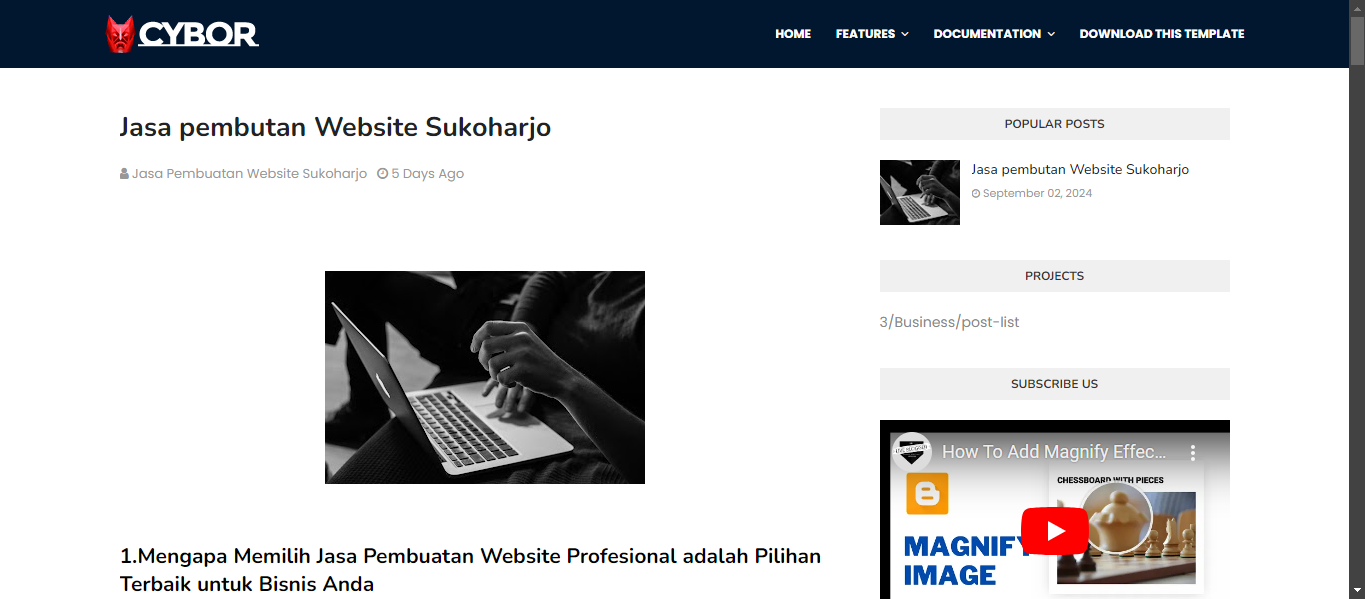 CYBOR
HOME FEATURES DOCUMENTATION DOWNLOAD THIS TEMPLATE
Jasa pembutan Website Sukoharjo
Jasa Pembuatan Website Sukoharjo 5 Days Ago
1.Mengapa Memilih Jasa Pembuatan Website Profesional adalah Pilihan
Terbaik untuk Bisnis Anda
POPULAR POSTS
Jasa pembutan Website Sukoharjo
September 02, 2024
PROJECTS
3/Business/post-list
SUBSCRIBE US
How To Add Magnify Effec...
CHESSBOARD WITH PIECES
MAGNIFY
IMAGE